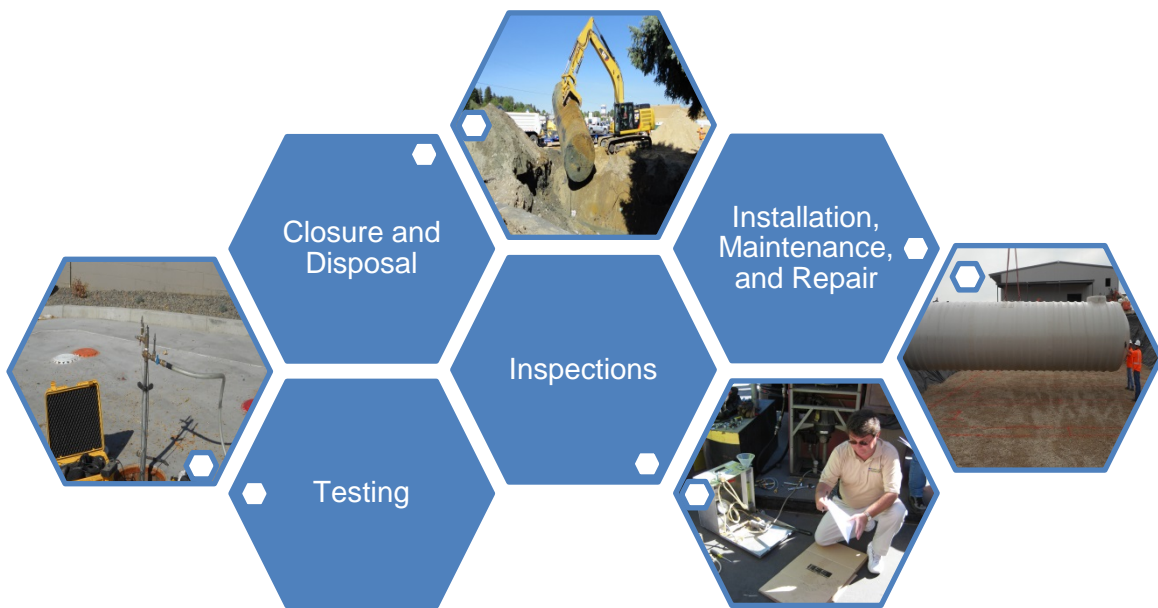 Closure and
Disposal
Installation,
Maintenance,
and Repair
Inspections
Testing